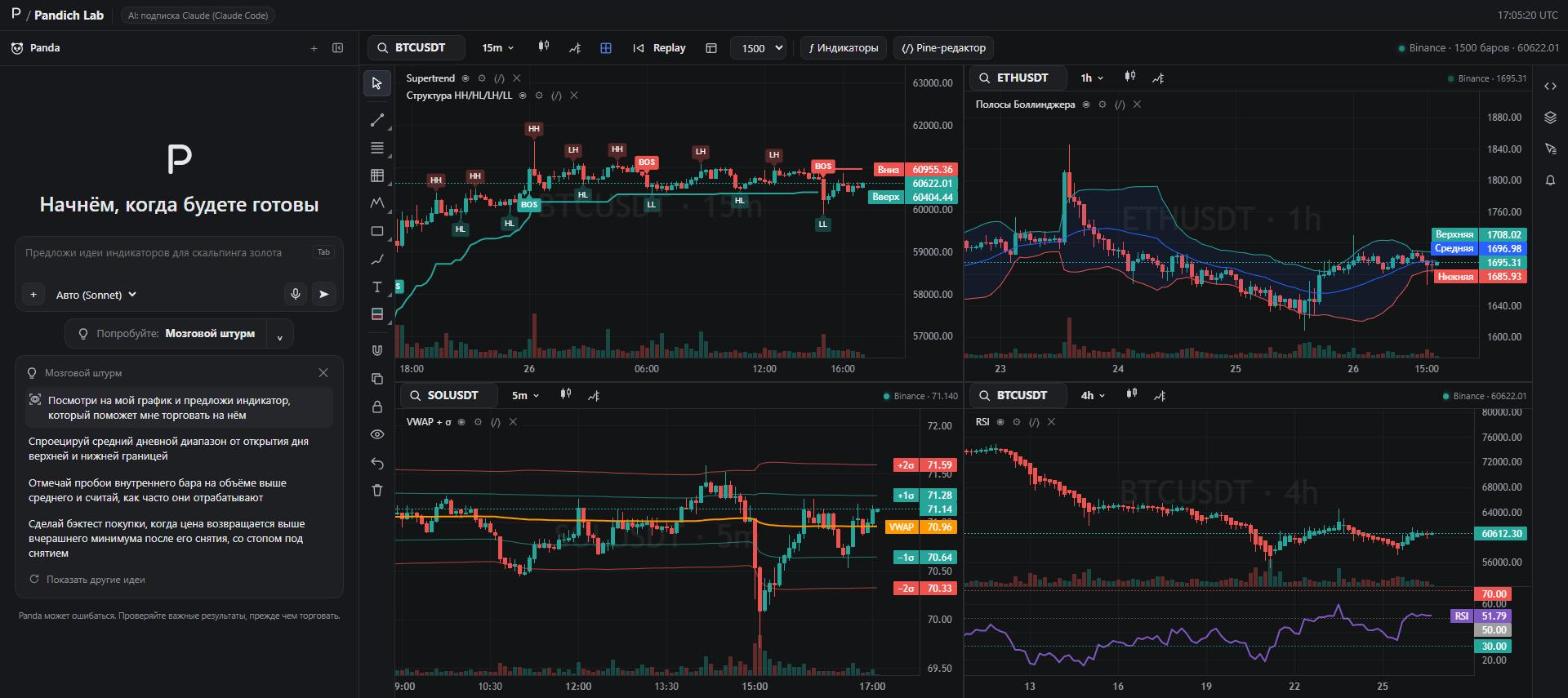 P / Pandich Lab
AI: подписка Claude (Claude Code)
17:05:20 UTC
Panda
Начнём, когда будете готовы
Предложи идеи индикаторов для скальпинга золота
Tab
Авто (Sonnet)
Попробуйте: Мозговой штурм
Мозговой штурм
Посмотри на мой график и предложи индикатор,
который поможет мне торговать на нём
Спроецируй средний дневной диапазон от открытия дня
верхней и нижней границей
Отмечай пробои внутреннего бара на объёме выше
среднего и считай, как часто они отрабатывают
Сделай бэктест покупки, когда цена возвращается выше
вчерашнего минимума после его снятия, со стопом под
снятием
Показать другие идеи
Panda может ошибаться. Проверяйте важные результаты, прежде чем торговать.
BTCUSDT
15m
Replay
1500
Индикаторы
Pine-редактор
Binance · 1500 баров · 60622.01
Supertrend
Структура HH/HL/LH/LL
BTCUSDT · 15m
HH
HH
HH
LH
HH
BOS
LH
LH
BOS
HL
HL
BOS
HL
LL
HL
LL
S
63000.00
62000.00
Вниз 60955.36
60622.01
Вверх 60404.44
60000.00
59000.00
58000.00
57000.00
18:00
26
06:00
12:00
16:00
ETHUSDT
1h
Binance · 1695.31
Полосы Боллинджера
ETHUSDT · 1h
1880.00
1840.00
1800.00
1760.00
Верхняя 1708.02
Средняя 1696.98
1695.31
Нижняя 1685.93
1640.00
1600.00
23
24
25
26
15:00
SOLUSDT
5m
Binance · 71.140
VWAP + σ
72.00
+2σ 71.59
71.50
+1σ 71.28
71.14
VWAP 70.96
−1σ 70.64
70.50
−2σ 70.33
70.00
69.50
9:00
10:30
12:00
13:30
15:00
17:00
BTCUSDT
4h
Binance · 60622.01
RSI
BTCUSDT · 4h
80000.00
76000.00
72000.00
68000.00
64000.00
60612.30
56000.00
70.00
60.00
RSI 51.79
50.00
30.00
20.00
13
16
19
22
25